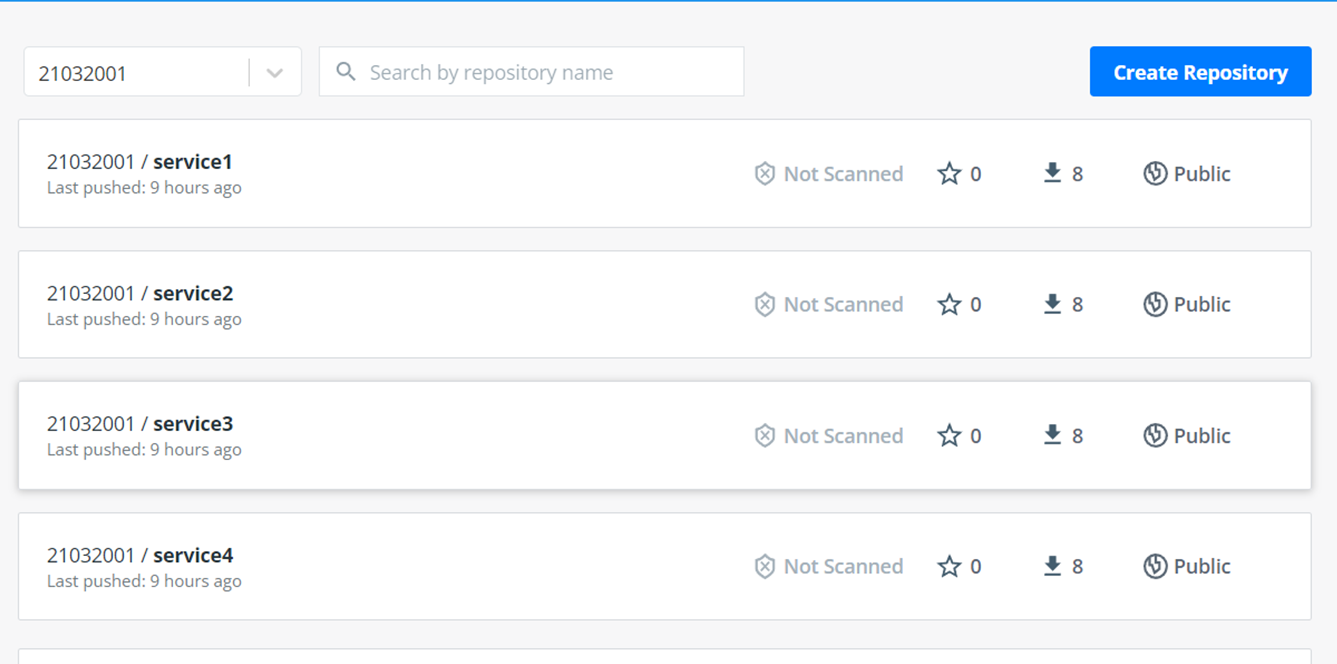 21032001
Search by repository name
Create Repository
21032001 / service1
Last pushed: 9 hours ago
Not Scanned
0
8
Public
21032001 / service2
Last pushed: 9 hours ago
Not Scanned
0
8
Public
21032001 / service3
Last pushed: 9 hours ago
Not Scanned
0
8
Public
21032001 / service4
Last pushed: 9 hours ago
Not Scanned
0
8
Public